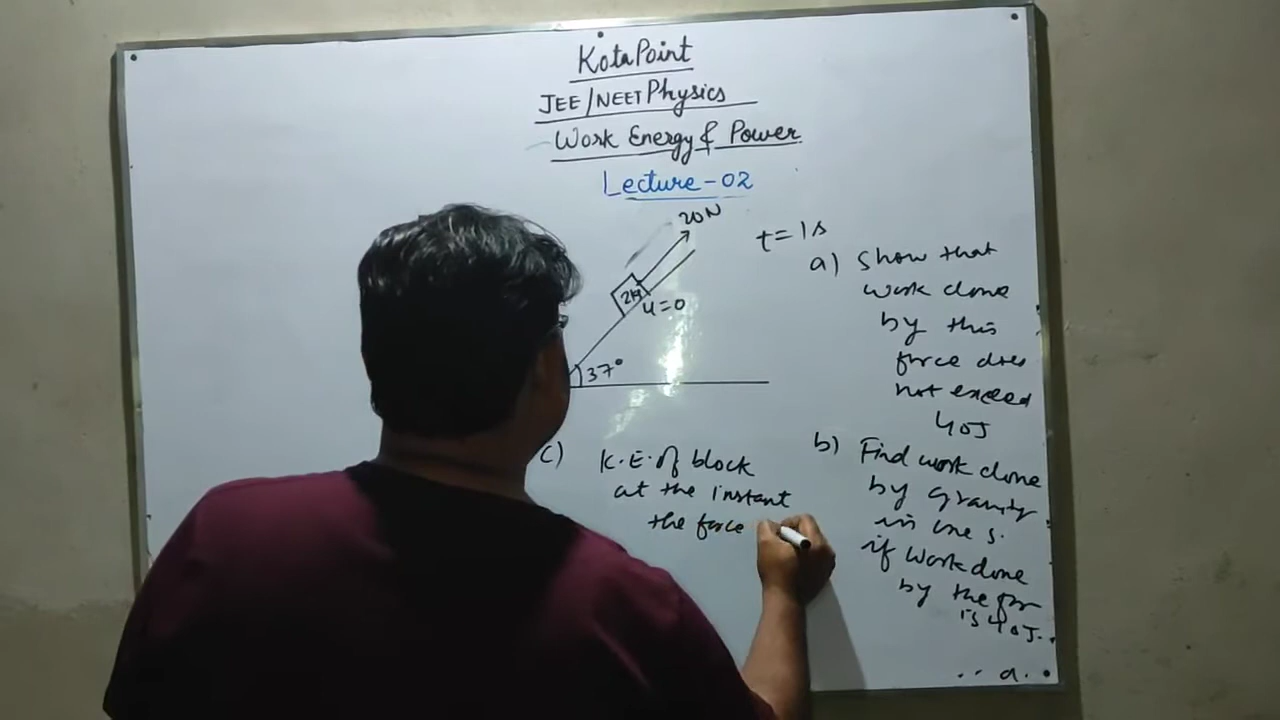 KotaPoint
JEE/NEET Physics
Work Energy & Power
Lecture-02
20N
t=1s
2kg
u=0
37°
a) Show that
work done
by this
force does
not exceed
40J
b) Find work done
by gravity
in one s.
if work done
by the
is 40J.
c) K.E. of block
at the instant
the force
a.